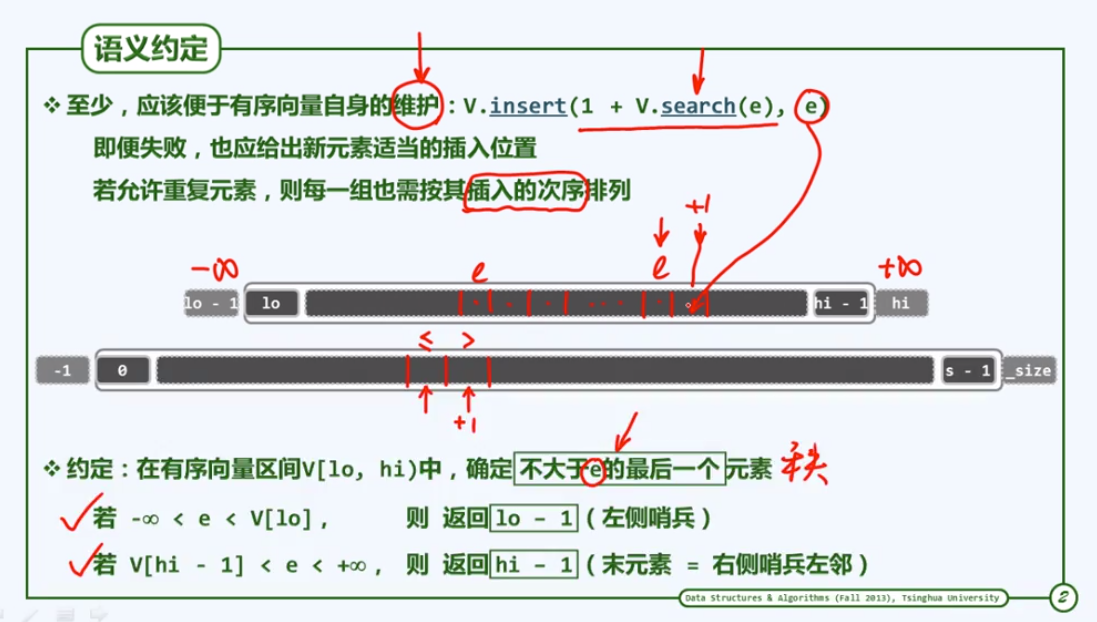 语义约定
❖ 至少，应该便于有序向量自身的维护：V.insert(1 + V.search(e), e)
即便失败，也应给出新元素适当的插入位置
若允许重复元素，则每一组也需按其插入的次序排列
+1
-∞ e e +∞
lo - 1 lo hi - 1 hi
≤ >
-1 0 s - 1 _size
+1
❖ 约定：在有序向量区间V[lo, hi)中，确定不大于e的最后一个元素
若 -∞ < e < V[lo]， 则 返回 lo - 1（左侧哨兵）
若 V[hi - 1] < e < +∞， 则 返回 hi - 1（末元素 = 右侧哨兵左邻）
Data Structures & Algorithms (Fall 2013), Tsinghua University
2